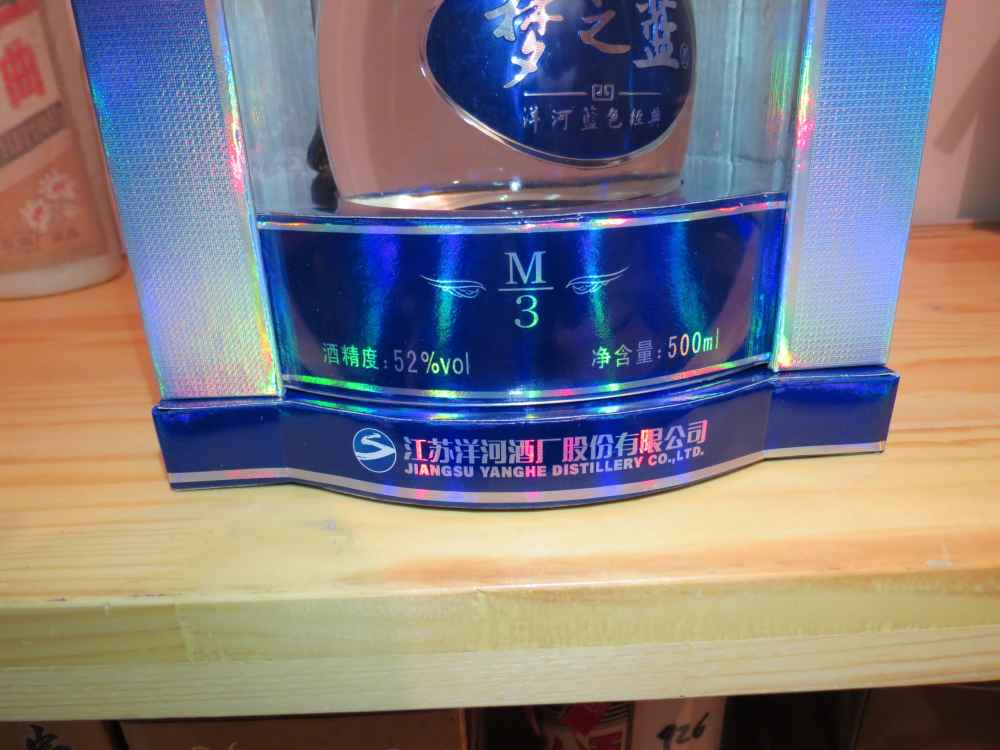 梦之蓝®
洋河蓝色经典
M
3
酒精度:52%vol
净含量:500ml
江苏洋河酒厂股份有限公司
JIANGSU YANGHE DISTILLERY CO.,LTD.
926